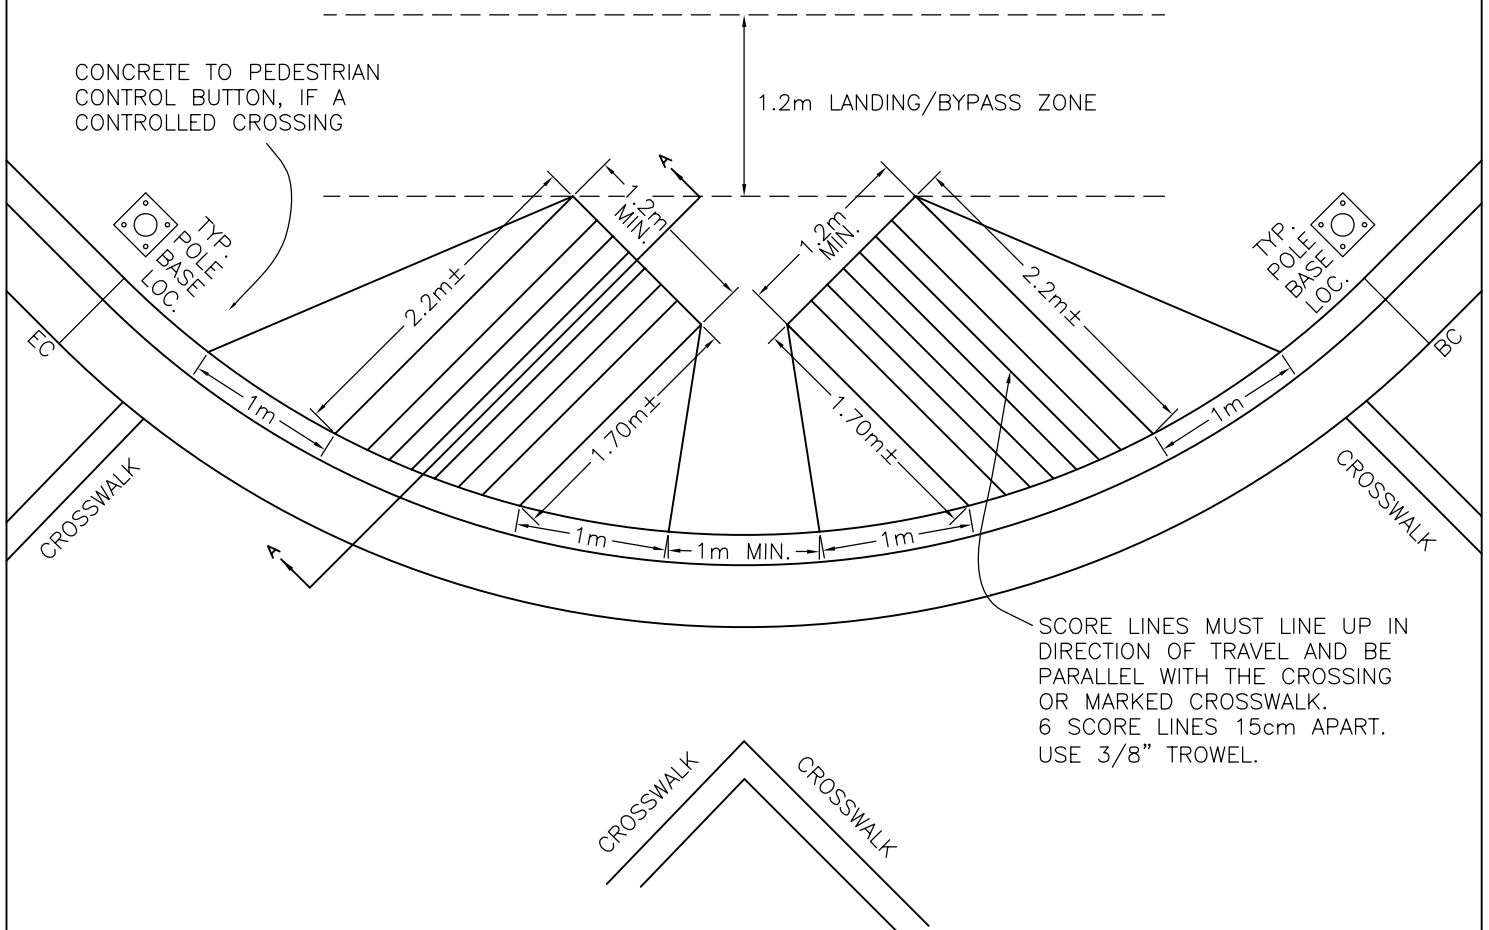 CONCRETE TO PEDESTRIAN
CONTROL BUTTON, IF A
CONTROLLED CROSSING
1.2m LANDING/BYPASS ZONE
A
1.2m
MIN.
1.2m
MIN.
TYP.
POLE
BASE
LOC.
TYP.
POLE
BASE
LOC.
2.2m±
2.2m±
EC
BC
1m
1.70m±
1.70m±
1m
CROSSWALK
CROSSWALK
A
1m
1m MIN.
1m
SCORE LINES MUST LINE UP IN
DIRECTION OF TRAVEL AND BE
PARALLEL WITH THE CROSSING
OR MARKED CROSSWALK.
6 SCORE LINES 15cm APART.
USE 3/8” TROWEL.
CROSSWALK
CROSSWALK